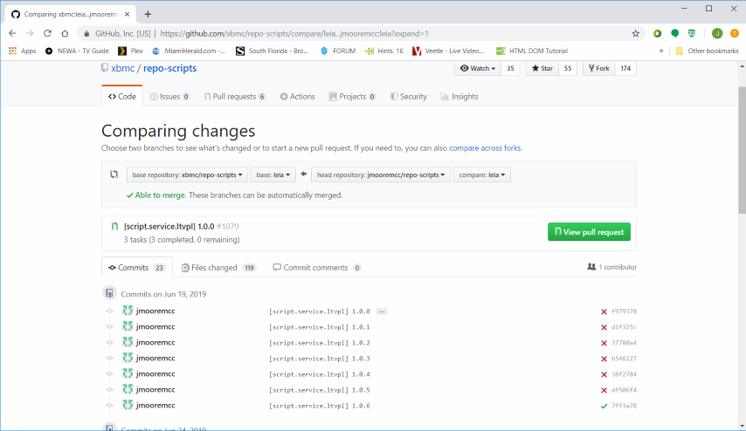 Comparing xbmc:leia...jmooremcc
GitHub, Inc. [US] | https://github.com/xbmc/repo-scripts/compare/leia...jmooremcc:leia?expand=1
Apps NEWA - TV Guide Plex MiamiHerald.com - South Florida - Bro... FORUM Hints. 16 Veetle - Live Video... HTML DOM Tutorial » Other bookmarks
xbmc / repo-scripts Watch 35 Star 55 Fork 174
Code Issues 0 Pull requests 6 Actions Projects 0 Security Insights
Comparing changes
Choose two branches to see what's changed or to start a new pull request. If you need to, you can also compare across forks.
base repository: xbmc/repo-scripts base: leia head repository: jmooremcc/repo-scripts compare: leia
Able to merge. These branches can be automatically merged.
[script.service.ltvpl] 1.0.0 #1079
3 tasks (3 completed, 0 remaining)
View pull request
Commits 23 Files changed 119 Commit comments 0 1 contributor
Commits on Jun 19, 2019
jmooremcc [script.service.ltvpl] 1.0.0 ... f979370
jmooremcc [script.service.ltvpl] 1.0.1 d1f325c
jmooremcc [script.service.ltvpl] 1.0.2 37780a4
jmooremcc [script.service.ltvpl] 1.0.3 b546227
jmooremcc [script.service.ltvpl] 1.0.4 38f2784
jmooremcc [script.service.ltvpl] 1.0.5 df506f4
jmooremcc [script.service.ltvpl] 1.0.6 7ff3a78
Commits on Jun 24, 2019